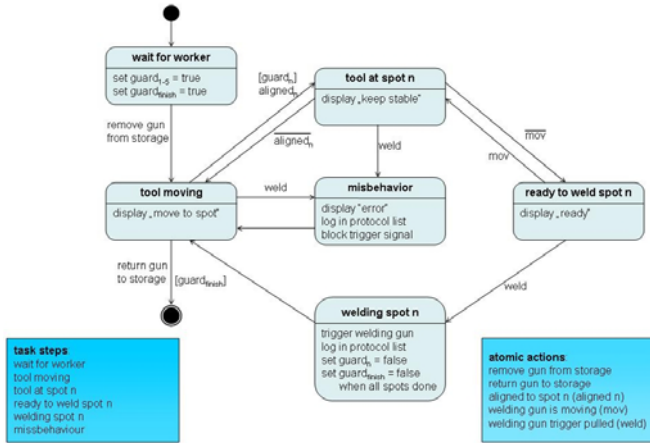 wait for worker
set guard1-5 = true
set guardfinish = true
remove gun
from storage
[guardn]
alignedn
alignedn
tool at spot n
display „keep stable"
mov
mov
weld
tool moving
display „move to spot"
weld
misbehavior
display "error"
log in protocol list
block trigger signal
ready to weld spot n
display „ready"
return gun
to storage
[guardfinish]
weld
welding spot n
trigger welding gun
log in protocol list
set guardn = false
set guardfinish = false
when all spots done
task steps
wait for worker
tool moving
tool at spot n
ready to weld spot n
welding spot n
missbehaviour
atomic actions:
remove gun from storage
return gun to storage
aligned to spot n (aligned n)
welding gun is moving (mov)
welding gun trigger pulled (weld)